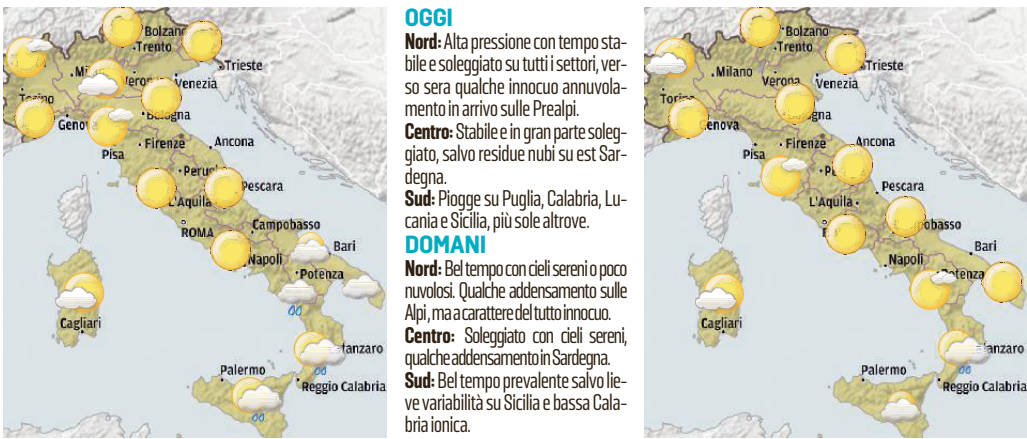 Bolzano
Trento
Trieste
Venezia
Torino
Genov
Bologna
Firenze
Ancona
Pisa
Pescara
L'Aquila
ROMA
Campobasso
Bari
Napoli
Potenza
Cagliari
Palermo
Reggio Calabria
OGGI
Nord: Alta pressione con tempo sta-
bile e soleggiato su tutti i settori, ver-
so sera qualche innocuo annuvola-
mento in arrivo sulle Prealpi.
Centro: Stabile e in gran parte soleg-
giato, salvo residue nubi su est Sar-
degna.
Sud: Piogge su Puglia, Calabria, Lu-
cania e Sicilia, più sole altrove.
DOMANI
Nord: Bel tempo con cieli sereni o poco
nuvolosi. Qualche addensamento sulle
Alpi, ma a carattere del tutto innocuo.
Centro: Soleggiato con cieli sereni,
qualche addensamento in Sardegna.
Sud: Bel tempo prevalente salvo lie-
ve variabilità su Sicilia e bassa Cala-
bria ionica.
Bolzano
Trento
Trieste
Milano
Verona
Venezia
Torino
Genova
Firenze
Ancona
Pisa
Pescara
L'Aquila
Bari
Napoli
Cagliari
Palermo
Reggio Calabria